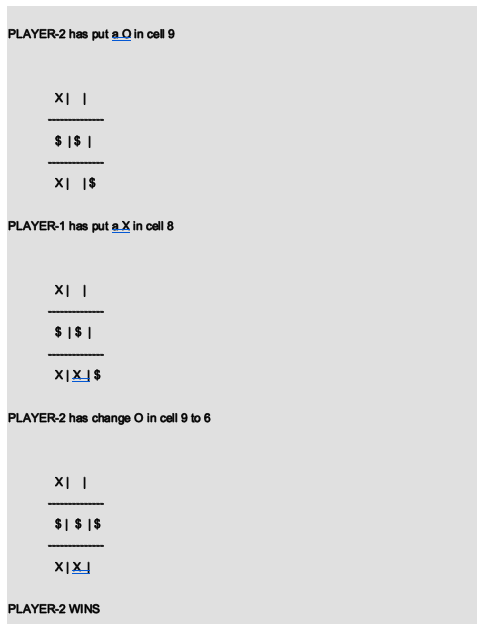 PLAYER-2 has put a O in cell 9
X| |
--------------
$ |$ |
--------------
X| |$
PLAYER-1 has put a X in cell 8
X| |
--------------
$ |$ |
--------------
X|X |$
PLAYER-2 has change O in cell 9 to 6
X| |
--------------
$| $ |$
--------------
X|X |
PLAYER-2 WINS